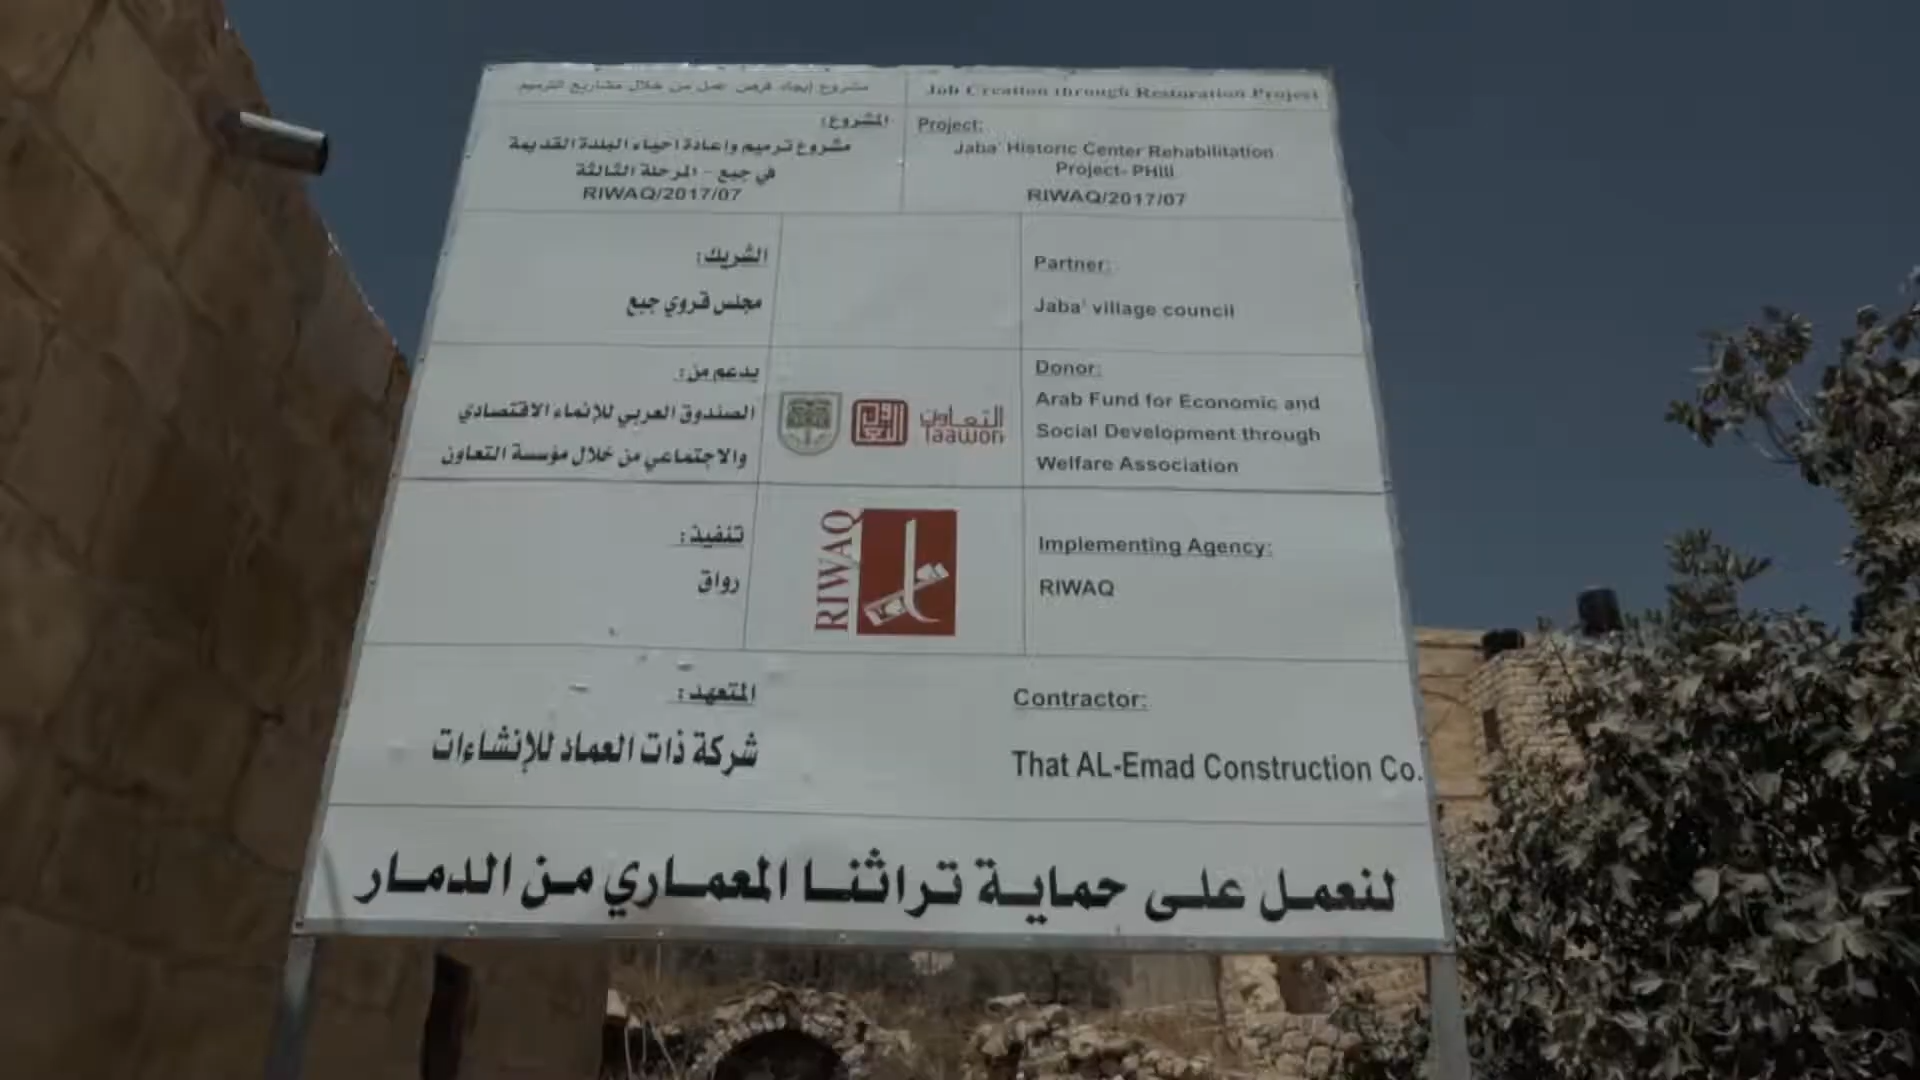 مشروع إيجاد فرص عمل من خلال مشاريع الترميم
Job Creation through Restoration Project
المشروع:
مشروع ترميم وإعادة احياء البلدة القديمة
في جبع - المرحلة الثالثة
RIWAQ/2017/07
Project:
Jaba' Historic Center Rehabilitation
Project- PHIII
RIWAQ/2017/07
الشريك:
مجلس قروي جبع
Partner:
Jaba' village council
بدعم من:
الصندوق العربي للإنماء الاقتصادي
والاجتماعي من خلال مؤسسة التعاون
التعاون
Taawon
Donor:
Arab Fund for Economic and
Social Development through
Welfare Association
تنفيذ:
رواق
RIWAQ
Implementing Agency:
RIWAQ
المتعهد:
شركة ذات العماد للإنشاءات
Contractor:
That AL-Emad Construction Co.
لنعمل على حماية تراثنا المعماري من الدمار